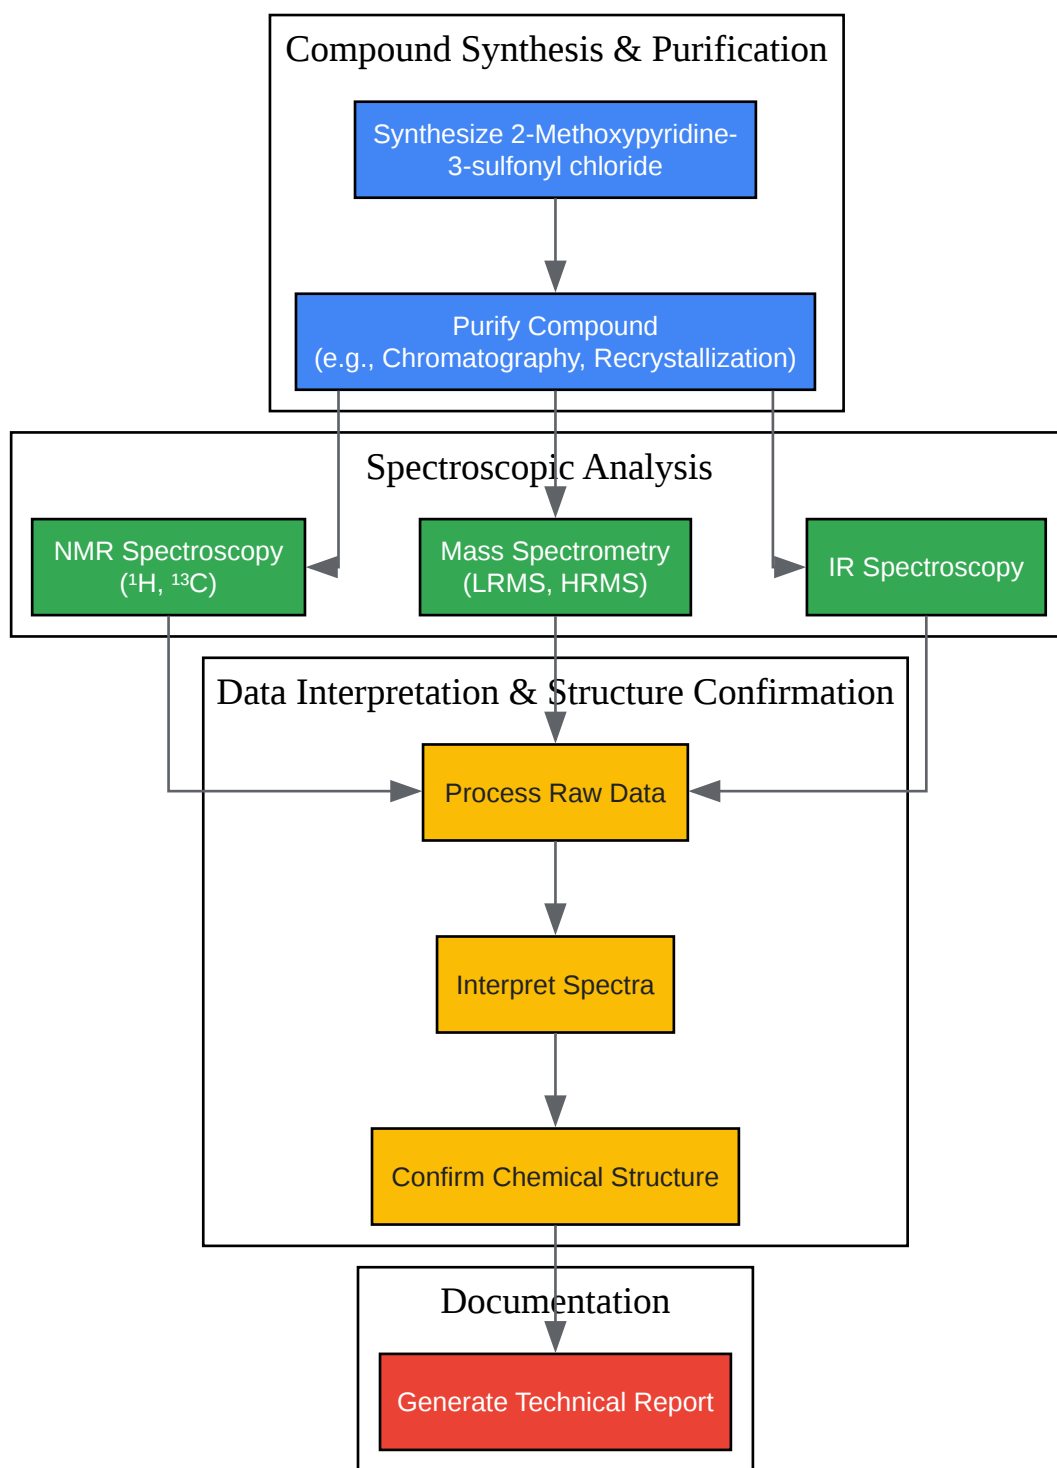 Compound Synthesis & Purification
Synthesize 2-Methoxypyridine-
3-sulfonyl chloride
Purify Compound
(e.g., Chromatography, Recrystallization)
Spectroscopic Analysis
NMR Spectroscopy
(¹H, ¹³C)
Mass Spectrometry
(LRMS, HRMS)
IR Spectroscopy
Data Interpretation & Structure Confirmation
Process Raw Data
Interpret Spectra
Confirm Chemical Structure
Documentation
Generate Technical Report